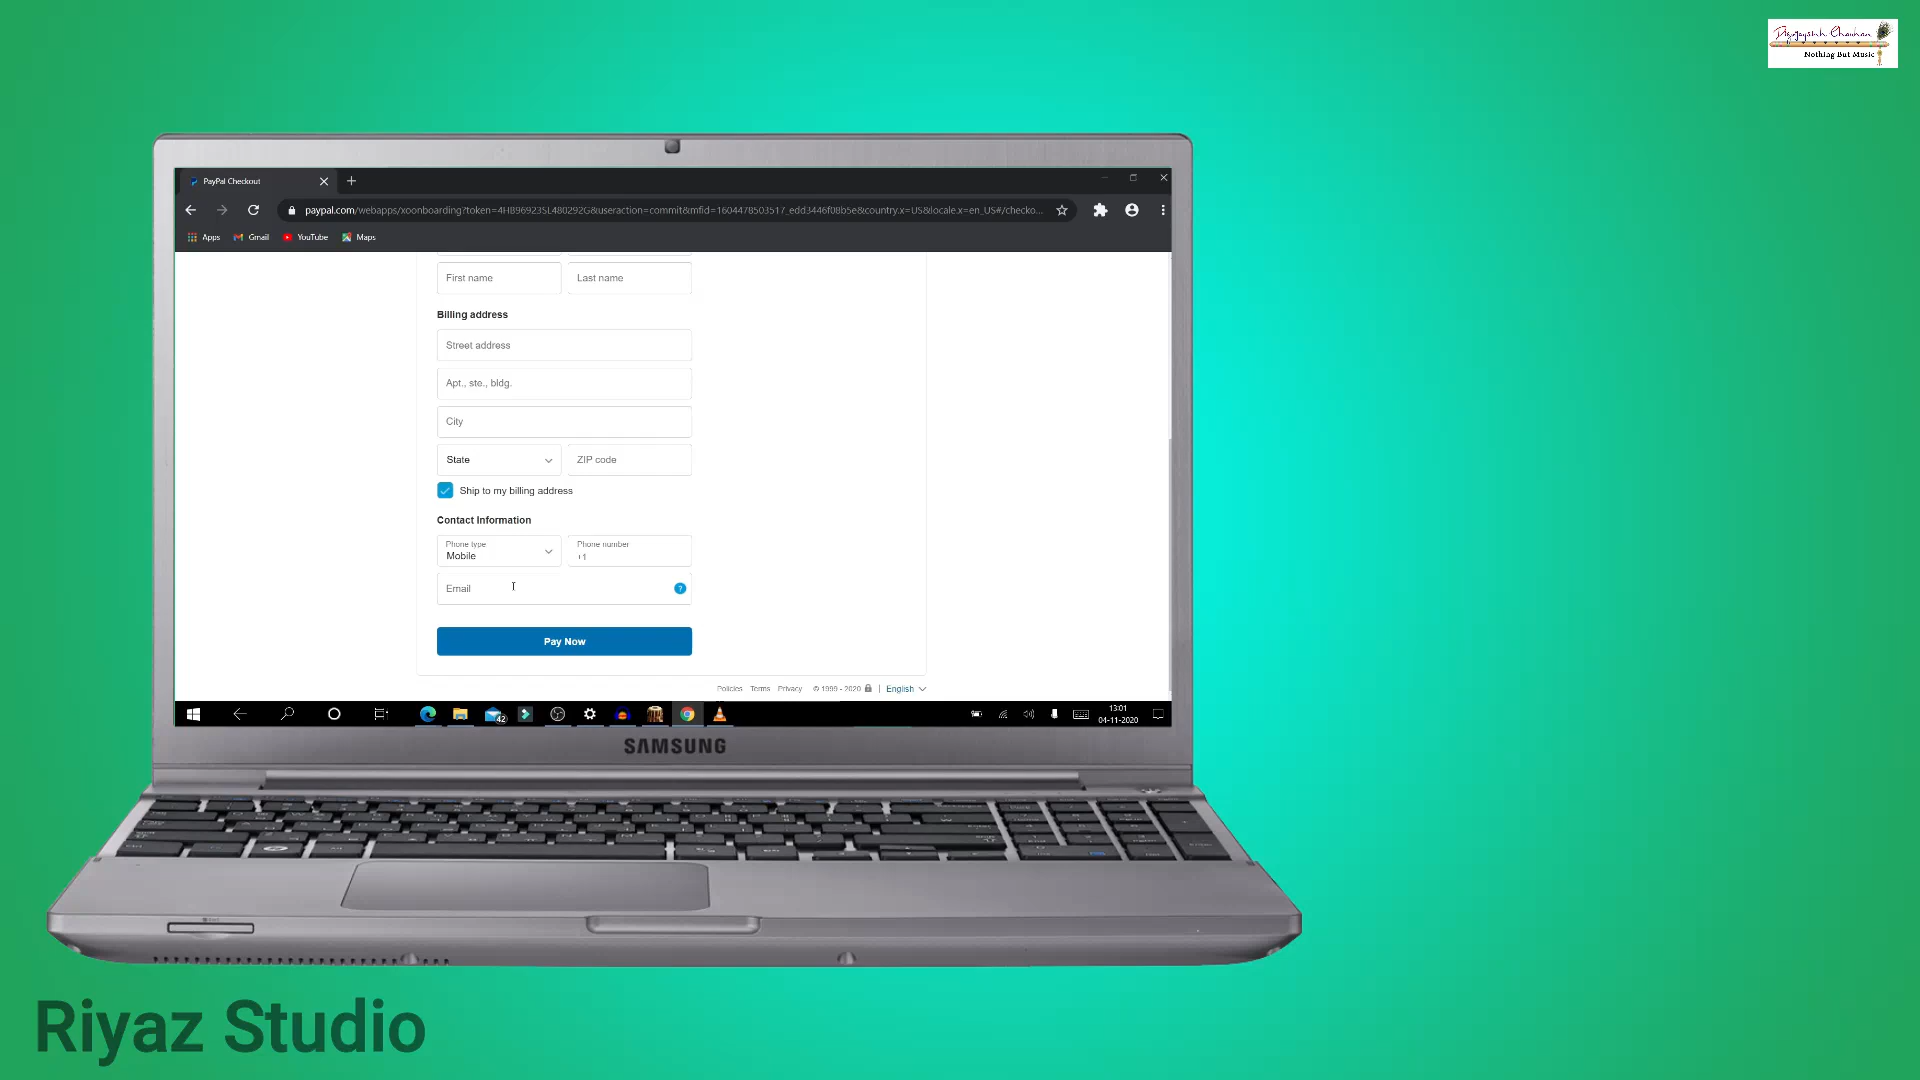 Nothing But Music
PayPal Checkout
paypal.com/webapps/xoonboarding?token=4HB96923SL480292G&useraction=commit&mfid=1604478503517_edd3446f08b5e&country.x=US&locale.x=en_US#/checko...
Apps Gmail YouTube Maps
First name Last name
Billing address
Street address
Apt., ste., bldg.
City
State ZIP code
Ship to my billing address
Contact Information
Phone type Phone number
Mobile +1
Email ?
Pay Now
Policies Terms Privacy © 1999 - 2020 | English
42
13:01
04-11-2020
SAMSUNG
Riyaz Studio